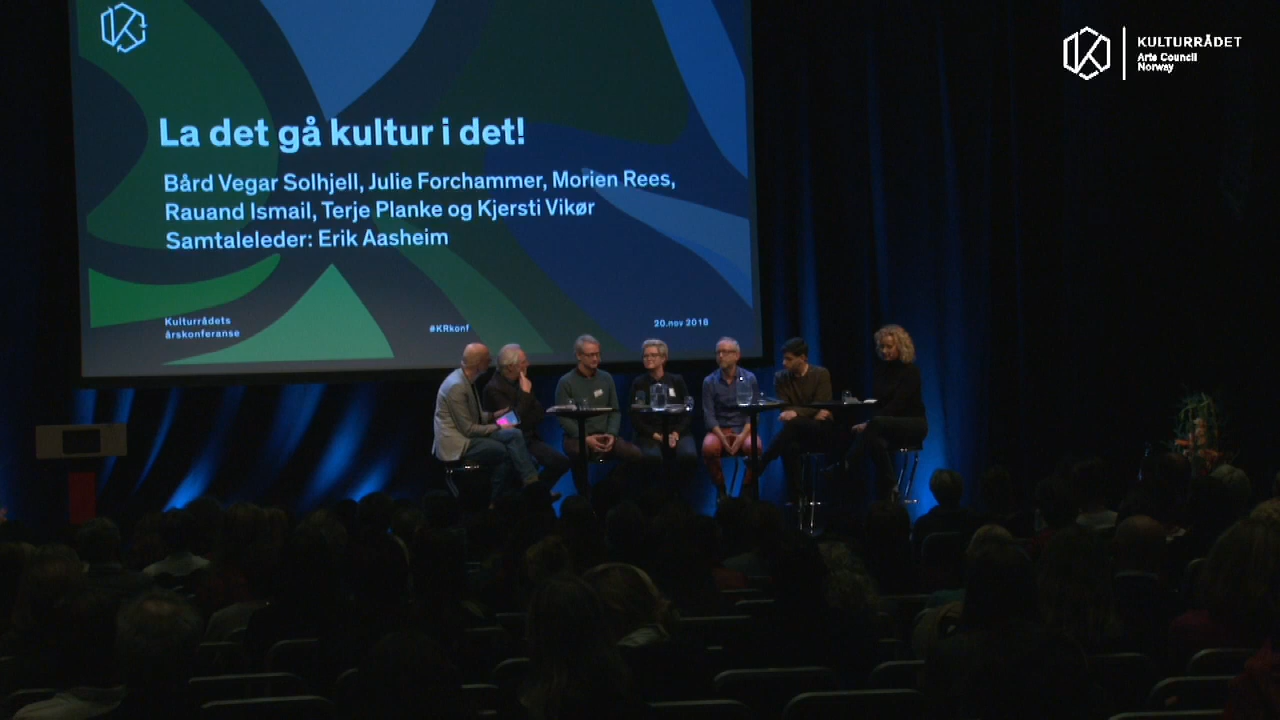 KULTURRÅDET
Arts Council
Norway
La det gå kultur i det!
Bård Vegar Solhjell, Julie Forchammer, Morien Rees,
Rauand Ismail, Terje Planke og Kjersti Vikør
Samtaleleder: Erik Aasheim
Kulturrådets
årskonferanse
#KRkonf
20.nov 2018